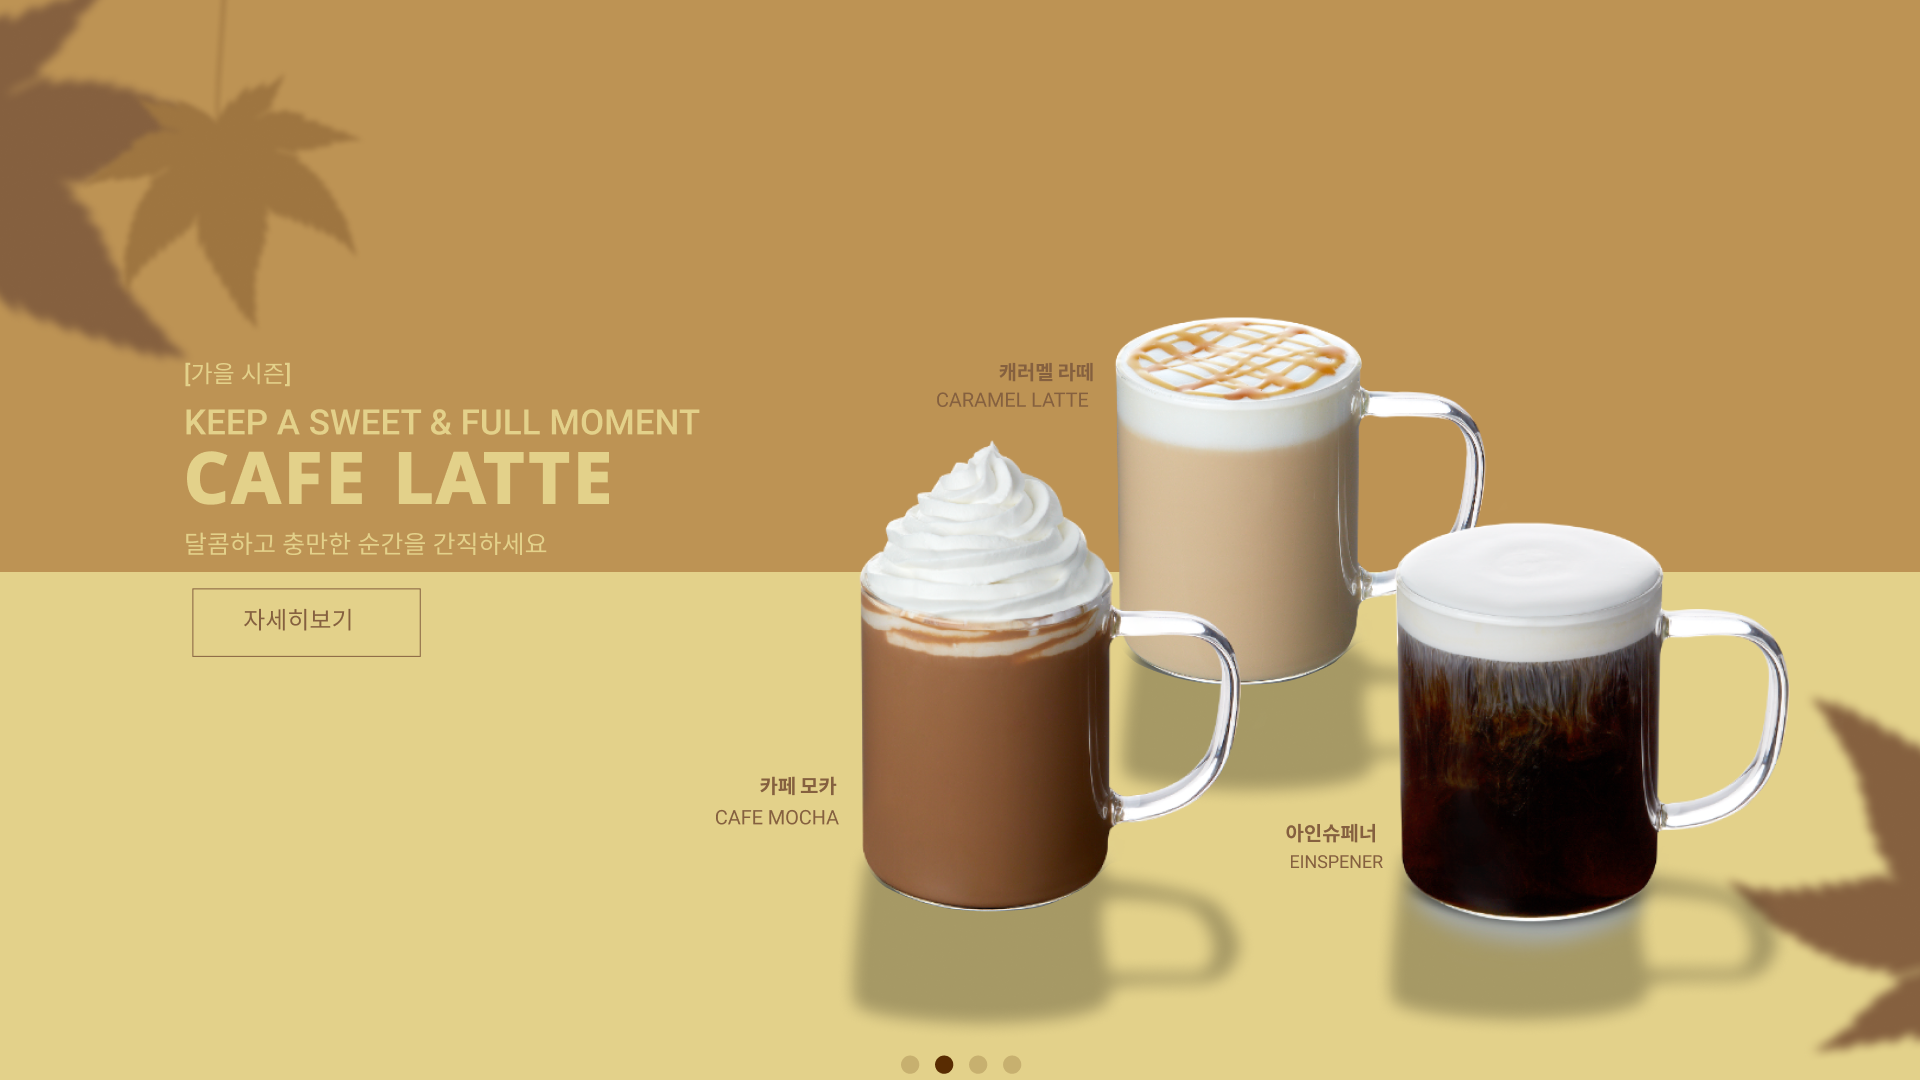 [가을 시즌]
KEEP A SWEET & FULL MOMENT
CAFE LATTE
달콤하고 충만한 순간을 간직하세요
자세히보기
캐러멜 라떼
CARAMEL LATTE
카페 모카
CAFE MOCHA
아인슈페너
EINSPENER